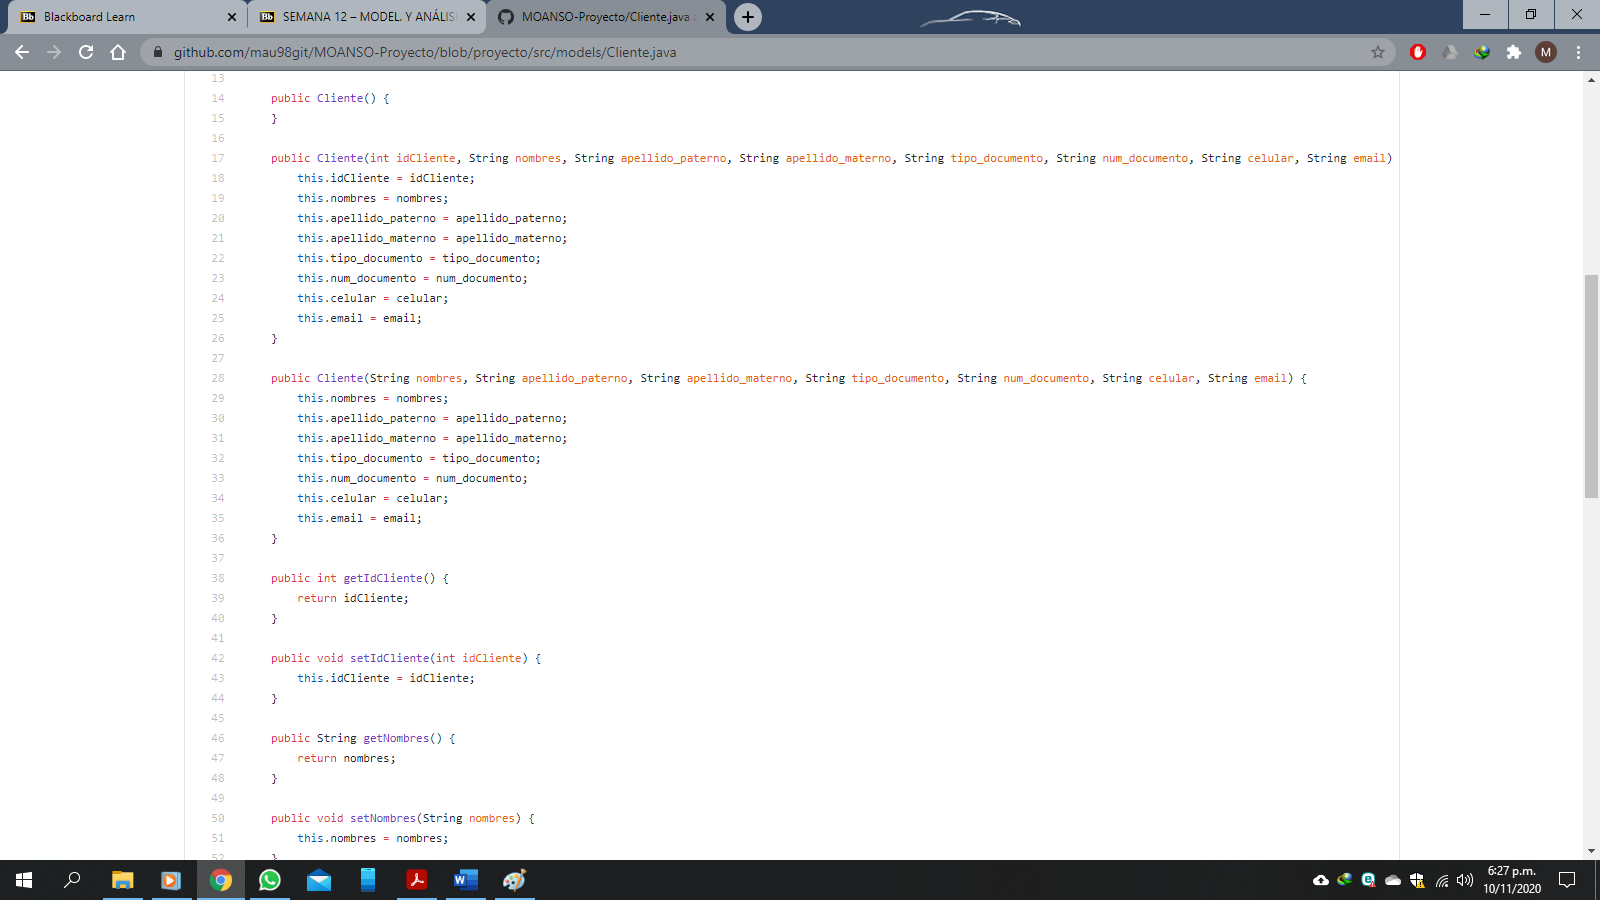 Blackboard Learn
SEMANA 12 – MODEL. Y ANÁLIS
MOANSO-Proyecto/Cliente.java
github.com/mau98git/MOANSO-Proyecto/blob/proyecto/src/models/Cliente.java
M
13
14 public Cliente() {
15 }
16
17 public Cliente(int idCliente, String nombres, String apellido_paterno, String apellido_materno, String tipo_documento, String num_documento, String celular, String email)
18 this.idCliente = idCliente;
19 this.nombres = nombres;
20 this.apellido_paterno = apellido_paterno;
21 this.apellido_materno = apellido_materno;
22 this.tipo_documento = tipo_documento;
23 this.num_documento = num_documento;
24 this.celular = celular;
25 this.email = email;
26 }
27
28 public Cliente(String nombres, String apellido_paterno, String apellido_materno, String tipo_documento, String num_documento, String celular, String email) {
29 this.nombres = nombres;
30 this.apellido_paterno = apellido_paterno;
31 this.apellido_materno = apellido_materno;
32 this.tipo_documento = tipo_documento;
33 this.num_documento = num_documento;
34 this.celular = celular;
35 this.email = email;
36 }
37
38 public int getIdCliente() {
39 return idCliente;
40 }
41
42 public void setIdCliente(int idCliente) {
43 this.idCliente = idCliente;
44 }
45
46 public String getNombres() {
47 return nombres;
48 }
49
50 public void setNombres(String nombres) {
51 this.nombres = nombres;
52 }
6:27 p.m.
10/11/2020